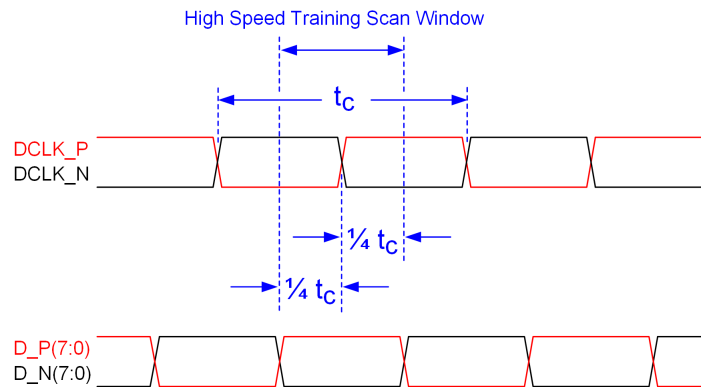 High Speed Training Scan Window
tC
DCLK_P
DCLK_N
¼ tC
¼ tC
D_P(7:0)
D_N(7:0)